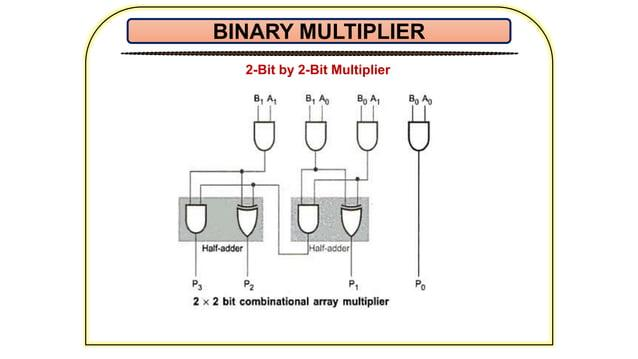 BINARY MULTIPLIER
2-Bit by 2-Bit Multiplier
B₁ A₁ B₁ A₀ B₀ A₁ B₀ A₀
Half-adder Half-adder
P₃ P₂ P₁ P₀
2 × 2 bit combinational array multiplier